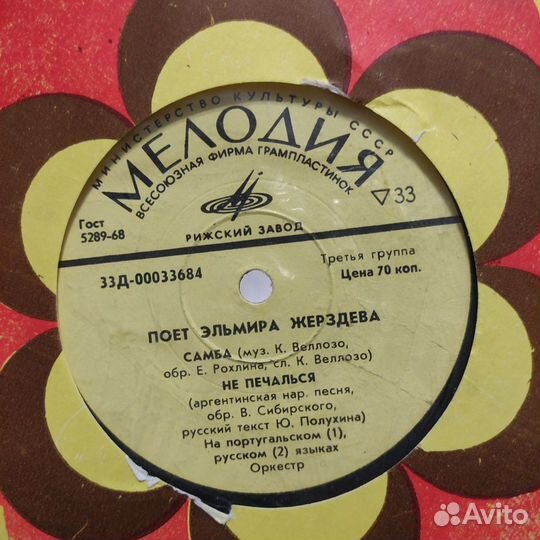 МИНИСТЕРСТВО КУЛЬТУРЫ СССР
МЕЛОДИЯ
ВСЕСОЮЗНАЯ ФИРМА ГРАМПЛАСТИНОК
Гост
5289-68
33
РИЖСКИЙ ЗАВОД
33Д-00033684
Третья группа
Цена 70 коп.
ПОЕТ ЭЛЬМИРА ЖЕРЗДЕВА
САМБА (муз. К. Веллозо,
обр. Е. Рохлина, сл. К. Веллозо)
НЕ ПЕЧАЛЬСЯ
(аргентинская нар. песня,
обр. В. Сибирского,
русский текст Ю. Полухина)
На португальском (1),
русском (2) языках
Оркестр
Avito